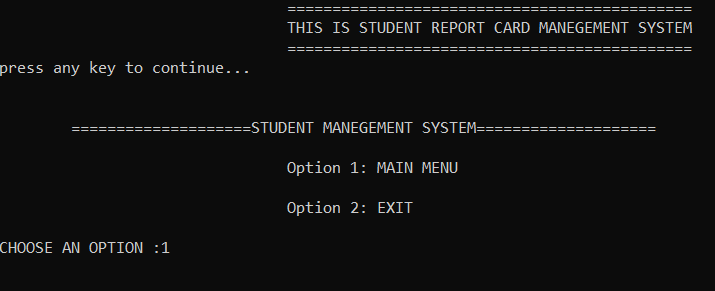 =============================================
THIS IS STUDENT REPORT CARD MANEGEMENT SYSTEM
=============================================
press any key to continue...
====================STUDENT MANEGEMENT SYSTEM====================
Option 1: MAIN MENU
Option 2: EXIT
CHOOSE AN OPTION :1